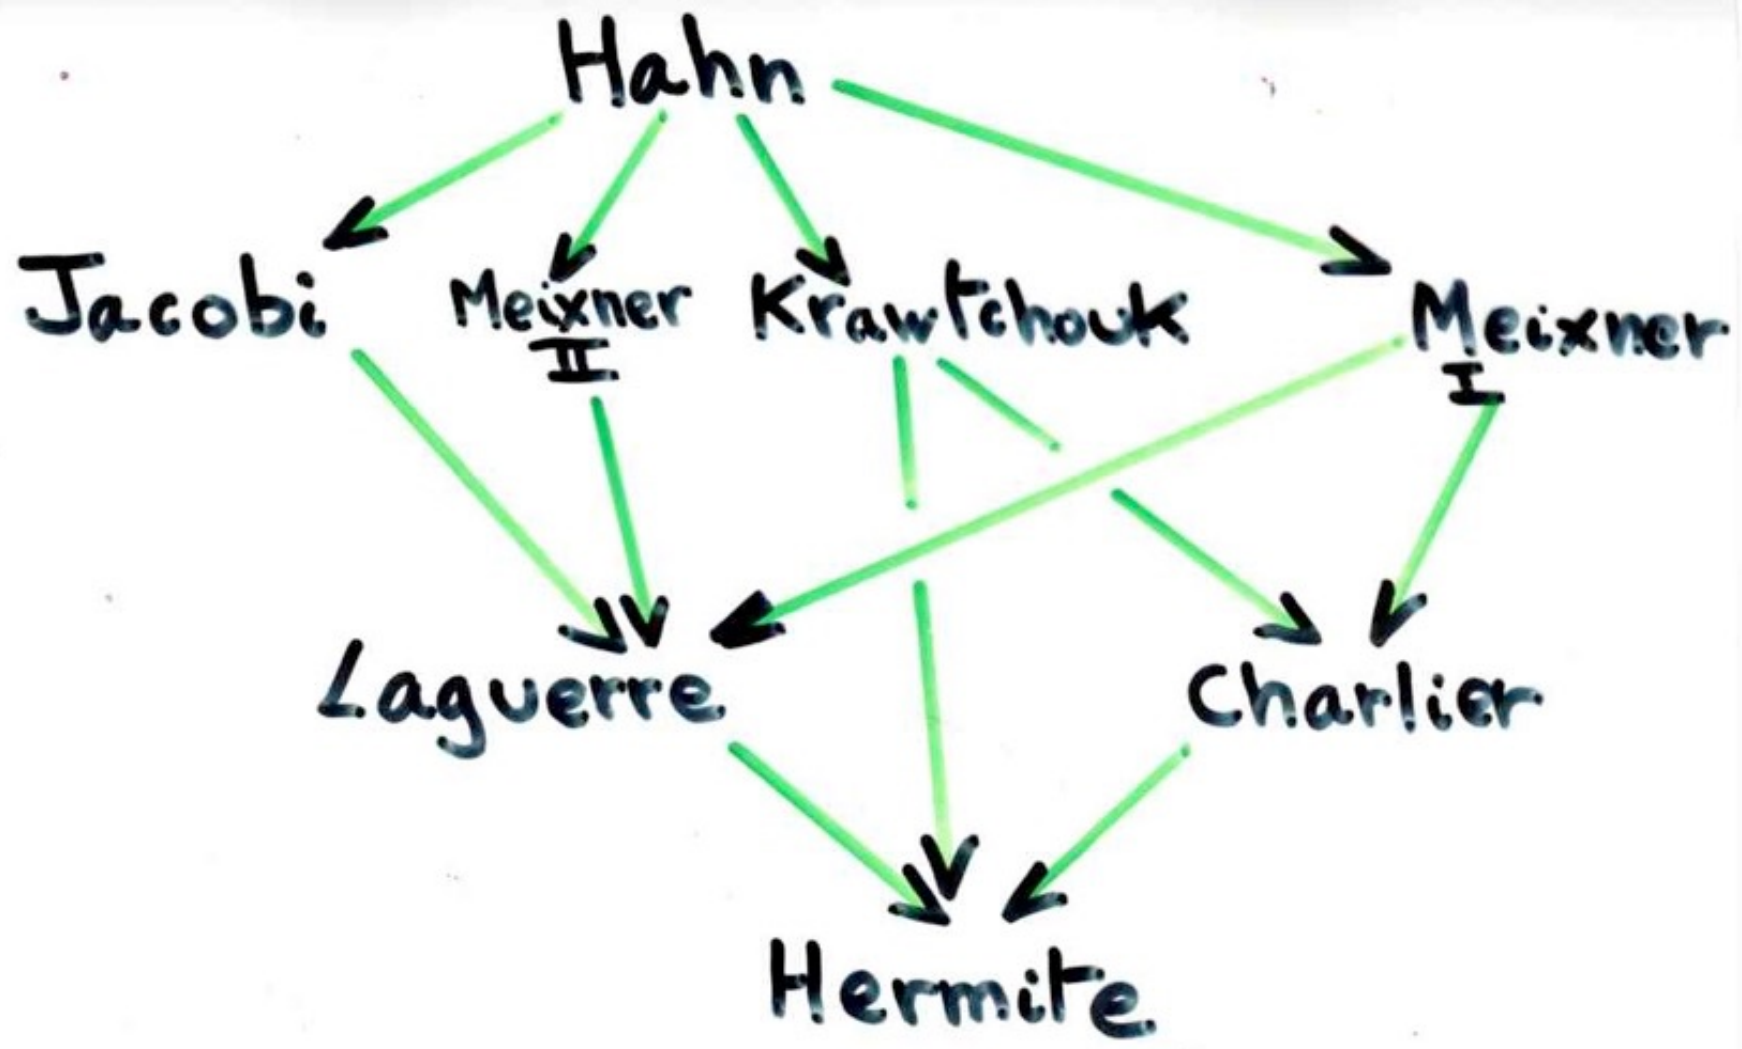 Hahn
Jacobi
Meixner
II
Krawtchouk
Meixner
I
Laguerre
Charlier
Hermite